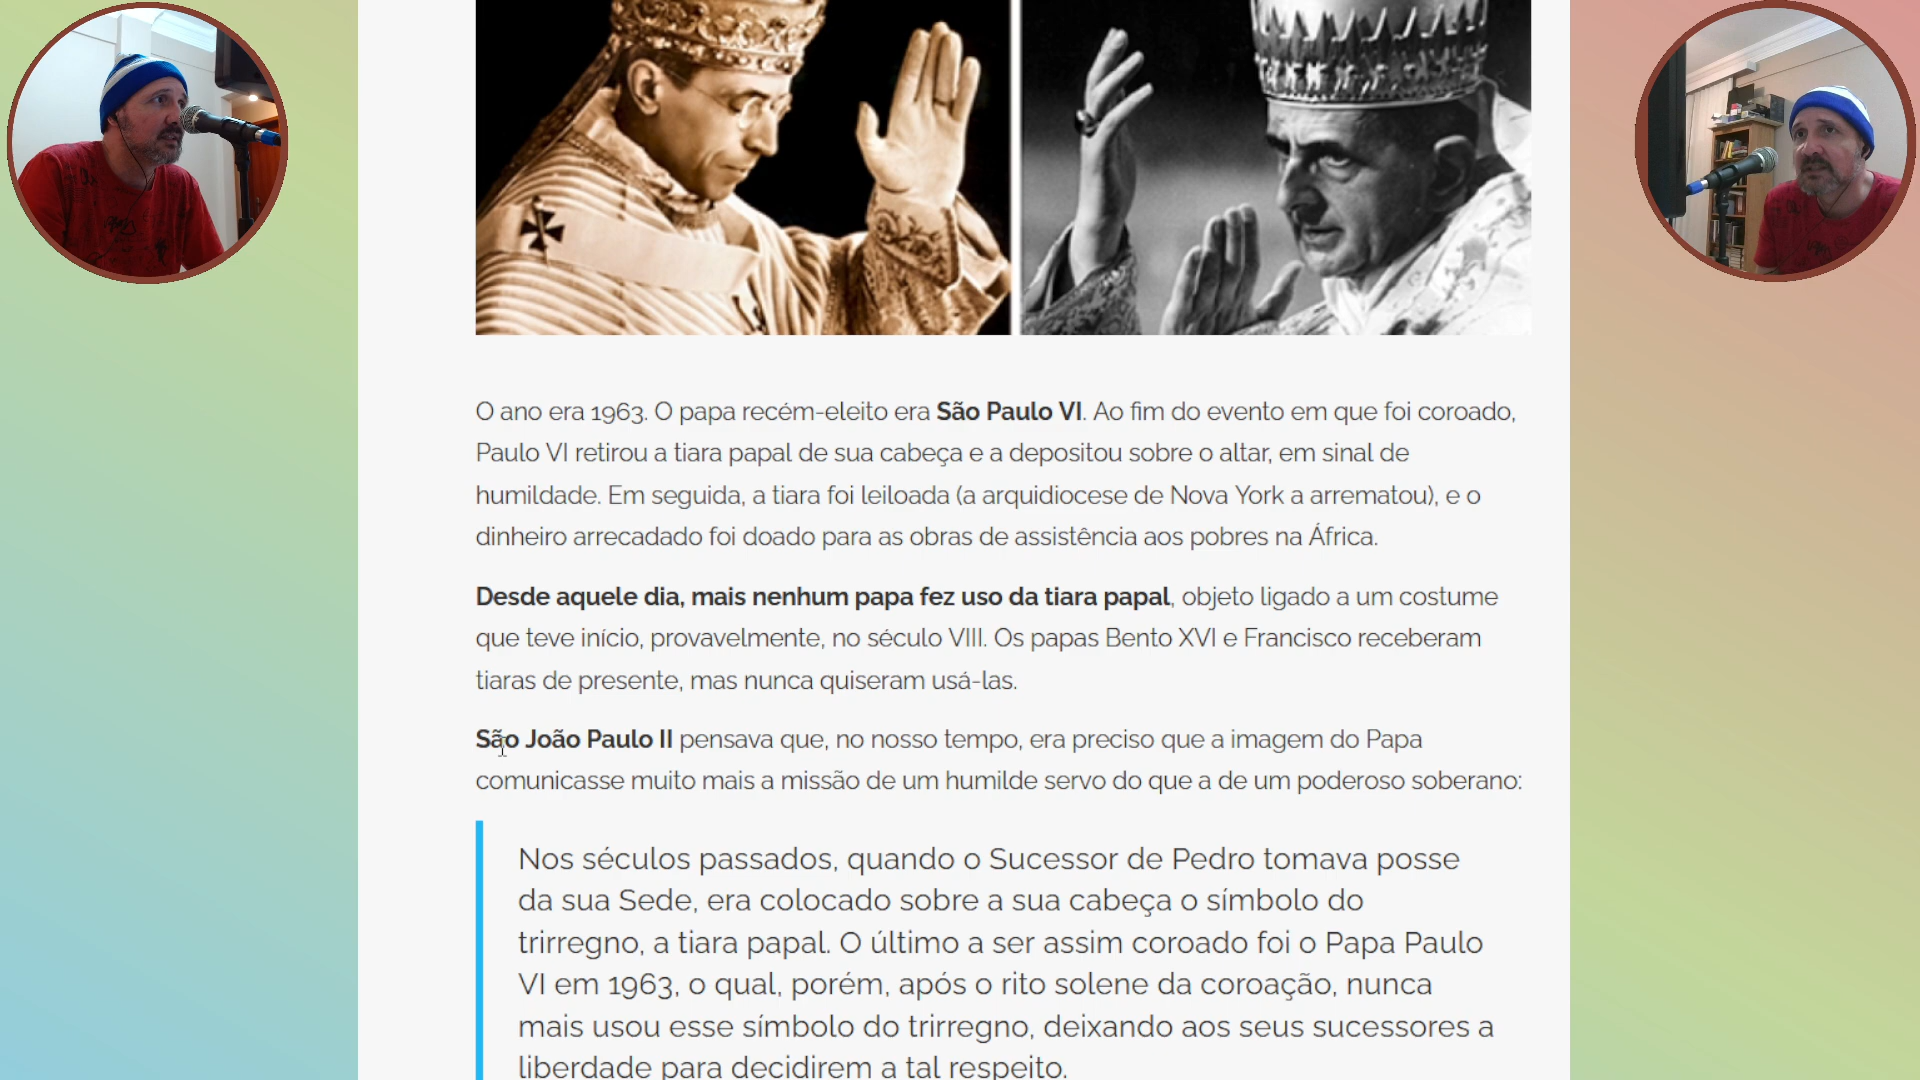 O ano era 1963. O papa recém-eleito era São Paulo VI. Ao fim do evento em que foi coroado,
Paulo VI retirou a tiara papal de sua cabeça e a depositou sobre o altar, em sinal de
humildade. Em seguida, a tiara foi leiloada (a arquidiocese de Nova York a arrematou), e o
dinheiro arrecadado foi doado para as obras de assistência aos pobres na África.
Desde aquele dia, mais nenhum papa fez uso da tiara papal, objeto ligado a um costume
que teve início, provavelmente, no século VIII. Os papas Bento XVI e Francisco receberam
tiaras de presente, mas nunca quiseram usá-las.
São João Paulo II pensava que, no nosso tempo, era preciso que a imagem do Papa
comunicasse muito mais a missão de um humilde servo do que a de um poderoso soberano:
Nos séculos passados, quando o Sucessor de Pedro tomava posse
da sua Sede, era colocado sobre a sua cabeça o símbolo do
trirregno, a tiara papal. O último a ser assim coroado foi o Papa Paulo
VI em 1963, o qual, porém, após o rito solene da coroação, nunca
mais usou esse símbolo do trirregno, deixando aos seus sucessores a
liberdade para decidirem a tal respeito.